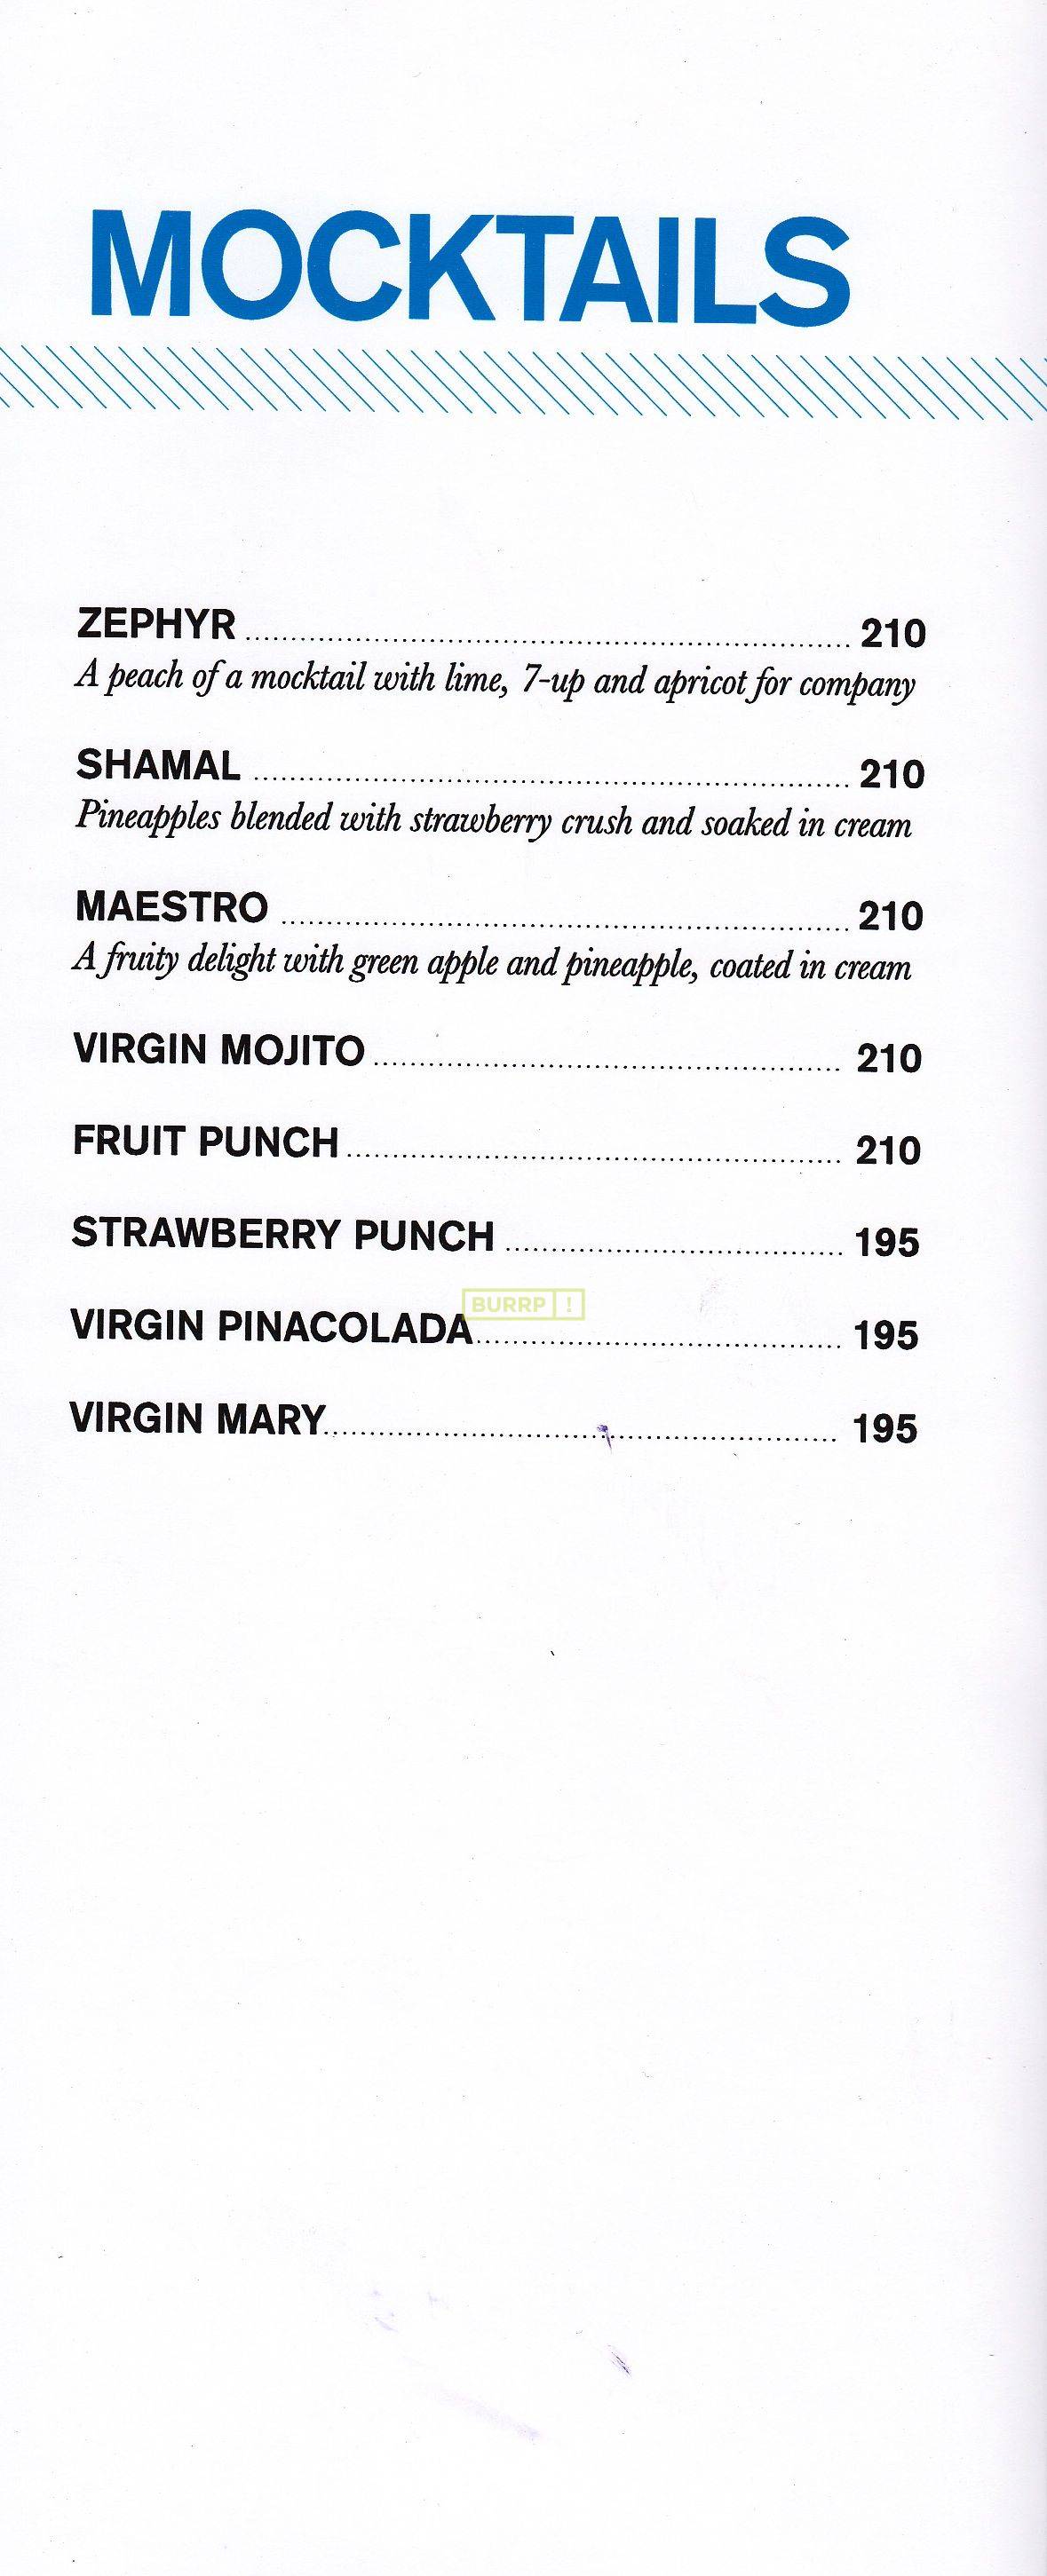 MOCKTAILS
ZEPHYR ........................................ 210
A peach of a mocktail with lime, 7-up and apricot for company
SHAMAL ........................................ 210
Pineapples blended with strawberry crush and soaked in cream
MAESTRO ........................................ 210
A fruity delight with green apple and pineapple, coated in cream
VIRGIN MOJITO ........................................ 210
FRUIT PUNCH ........................................ 210
STRAWBERRY PUNCH ........................................ 195
BURRP!
VIRGIN PINACOLADA ........................................ 195
VIRGIN MARY ........................................ 195